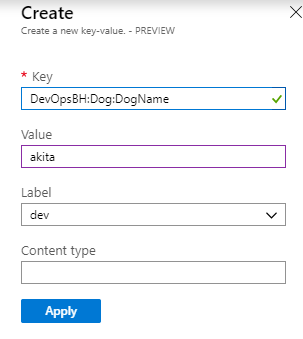 Create
Create a new key-value. - PREVIEW
* Key
DevOpsBH:Dog:DogName
Value
akita
Label
dev
Content type
Apply